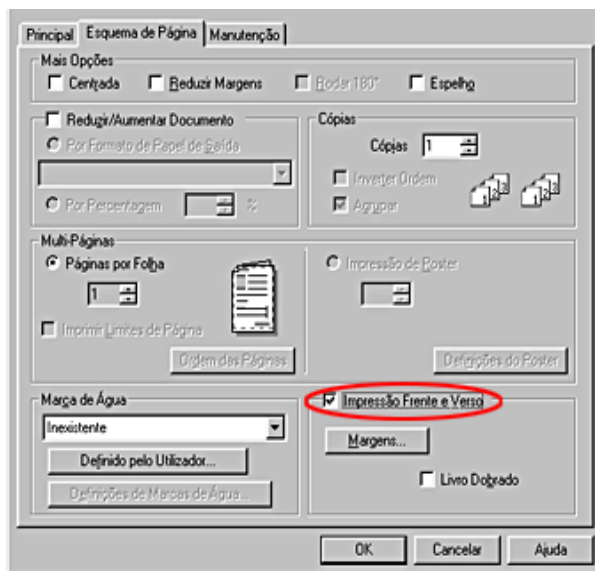 Principal Esquema de Página Manutenção
Mais Opções
Centrada Reduzir Margens Rodar 180° Espelho
Reduzir/Aumentar Documento
Por Formato de Papel de Saída
Por Percentagem %
Cópias
Cópias 1
Inverter Ordem
Agrupar
Multi-Páginas
Páginas por Folha
1
Imprimir Limites de Página
Ordem das Páginas
Impressão de Poster
Definições do Poster
Marca de Água
Inexistente
Definido pelo Utilizador...
Definições de Marcas de Água...
Impressão Frente e Verso
Margens...
Livro Dobrado
OK Cancelar Ajuda